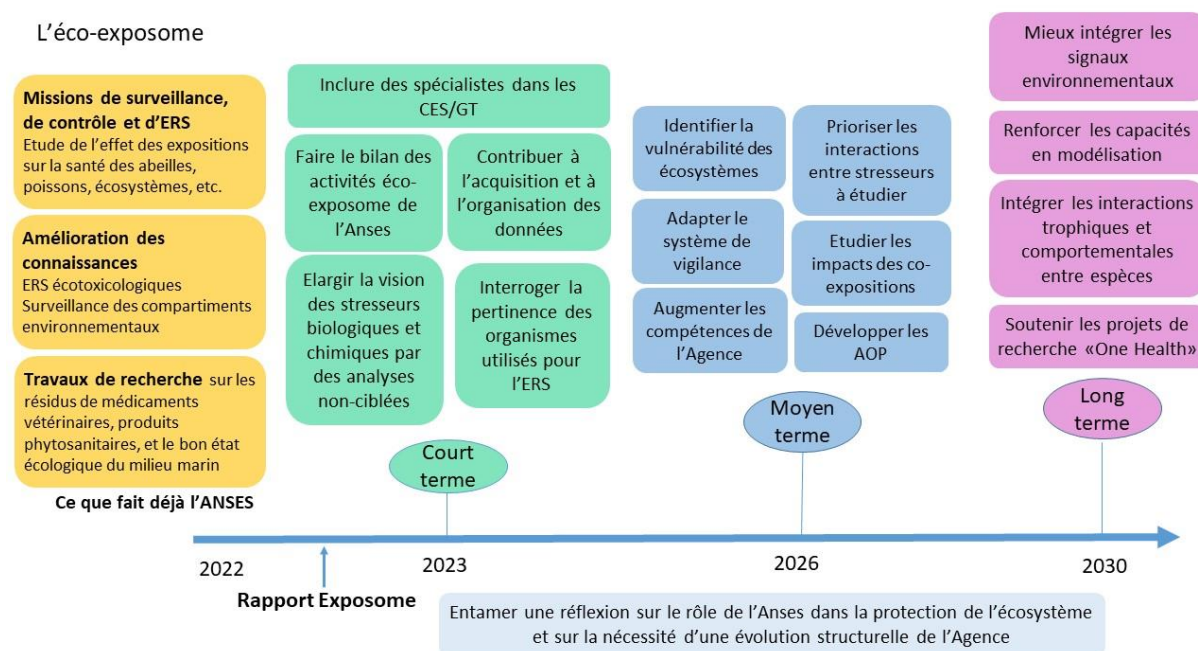 L'éco-exposome
Missions de surveillance,
de contrôle et d'ERS
Etude de l'effet des expositions
sur la santé des abeilles,
poissons, écosystèmes, etc.
Amélioration des
connaissances
ERS écotoxicologiques
Surveillance des compartiments
environnementaux
Travaux de recherche sur les
résidus de médicaments
vétérinaires, produits
phytosanitaires, et le bon état
écologique du milieu marin
Ce que fait déjà l'ANSES
Inclure des spécialistes dans les
CES/GT
Faire le bilan des
activités éco-
exposome de
l'Anses
Contribuer à
l'acquisition et à
l'organisation des
données
Elargir la vision
des stresseurs
biologiques et
chimiques par
des analyses
non-ciblées
Interroger la
pertinence des
organismes
utilisés pour
l'ERS
Court
terme
Identifier la
vulnérabilité des
écosystèmes
Prioriser les
interactions
entre stresseurs
à étudier
Adapter le
système de
vigilance
Etudier les
impacts des co-
expositions
Augmenter les
compétences de
l'Agence
Développer les
AOP
Moyen
terme
Mieux intégrer les
signaux
environnementaux
Renforcer les capacités
en modélisation
Intégrer les interactions
trophiques et
comportementales
entre espèces
Soutenir les projets de
recherche «One Health»
Long
terme
2022
2023
2026
2030
Rapport Exposome
Entamer une réflexion sur le rôle de l'Anses dans la protection de l'écosystème
et sur la nécessité d'une évolution structurelle de l'Agence